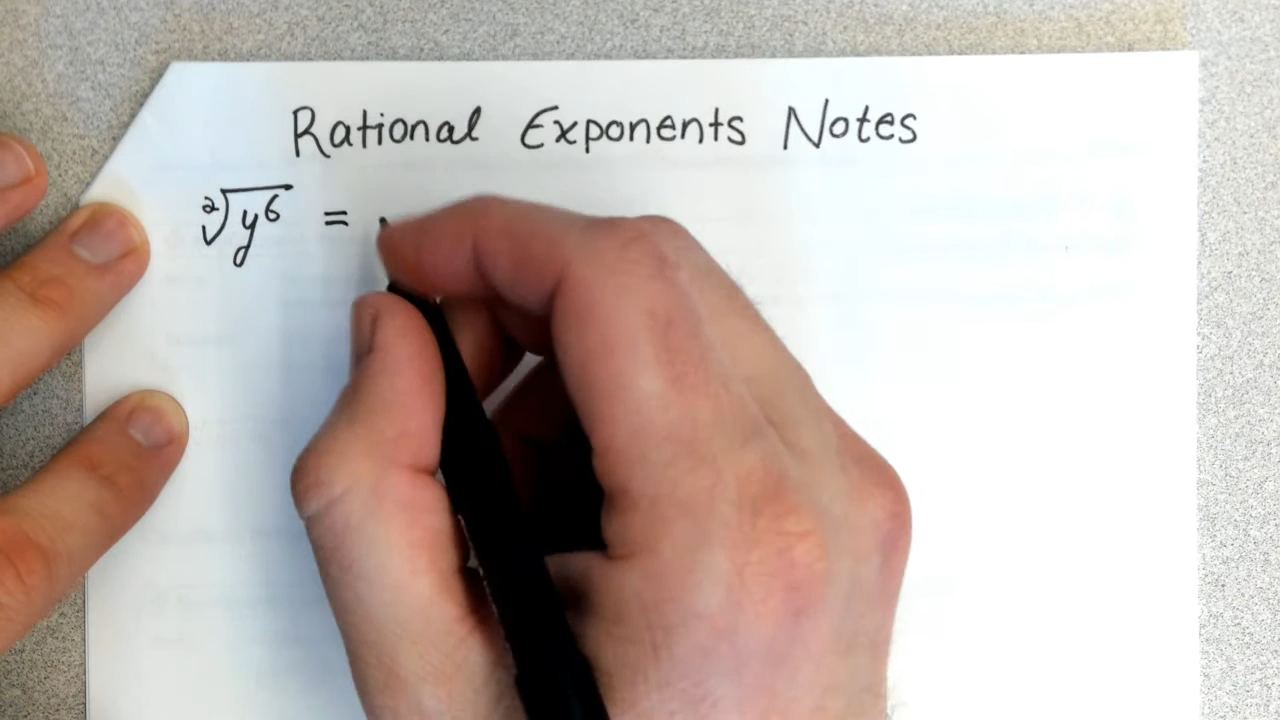 Rational Exponents Notes
²√y⁶ =